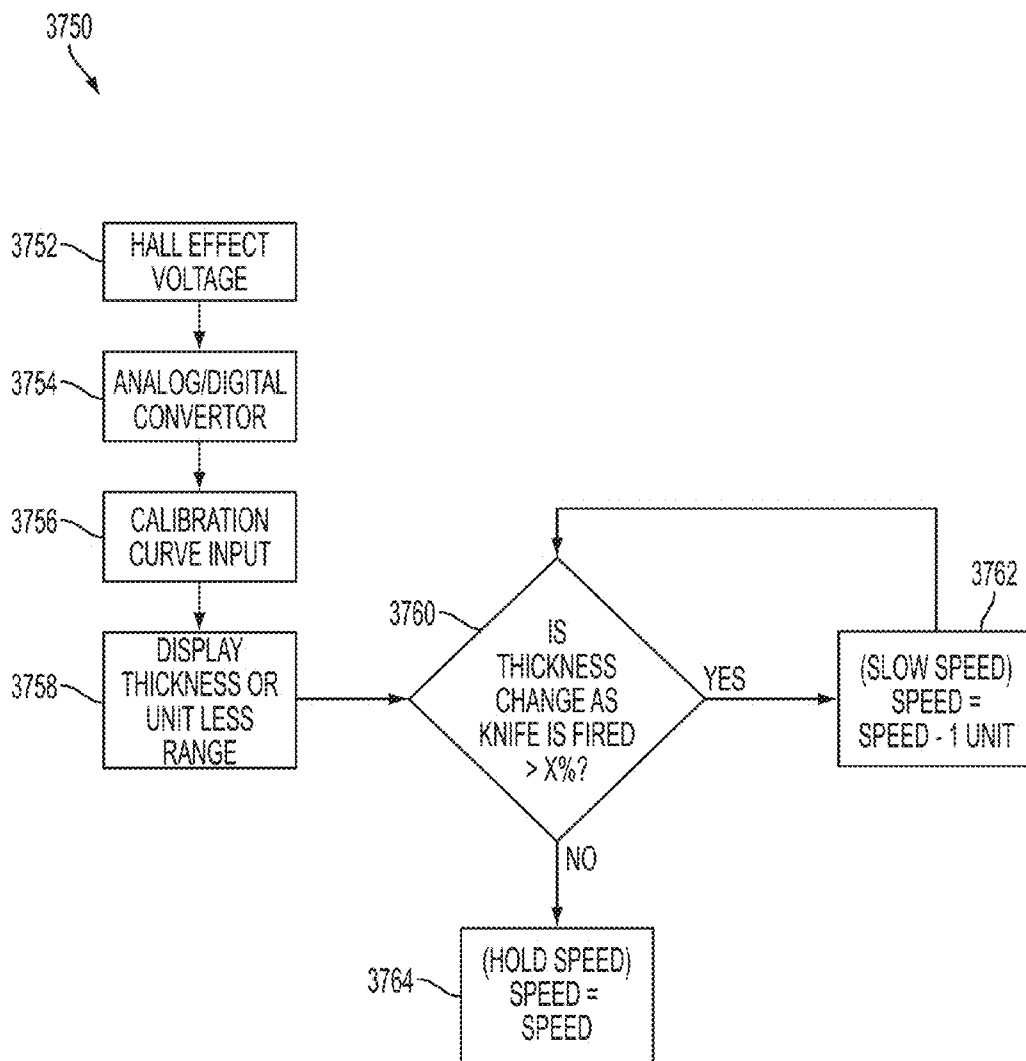 3750
3752
HALL EFFECT
VOLTAGE
3754
ANALOG/DIGITAL
CONVERTOR
3756
CALIBRATION
CURVE INPUT
3758
DISPLAY
THICKNESS OR
UNIT LESS
RANGE
3760
IS
THICKNESS
CHANGE AS
KNIFE IS FIRED
> X%?
YES
3762
(SLOW SPEED)
SPEED =
SPEED - 1 UNIT
NO
3764
(HOLD SPEED)
SPEED =
SPEED